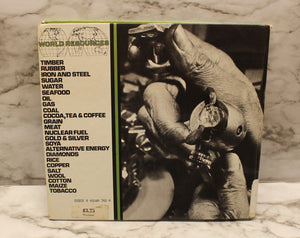 WORLD RESOURCES
TIMBER
RUBBER
IRON AND STEEL
SUGAR
WATER
SEAFOOD
OIL
GAS
COAL
COCOA, TEA & COFFEE
GRAIN
MEAT
NUCLEAR FUEL
GOLD & SILVER
SOYA
ALTERNATIVE ENERGY
DIAMONDS
RICE
COPPER
SALT
WOOL
COTTON
MAIZE
TOBACCO